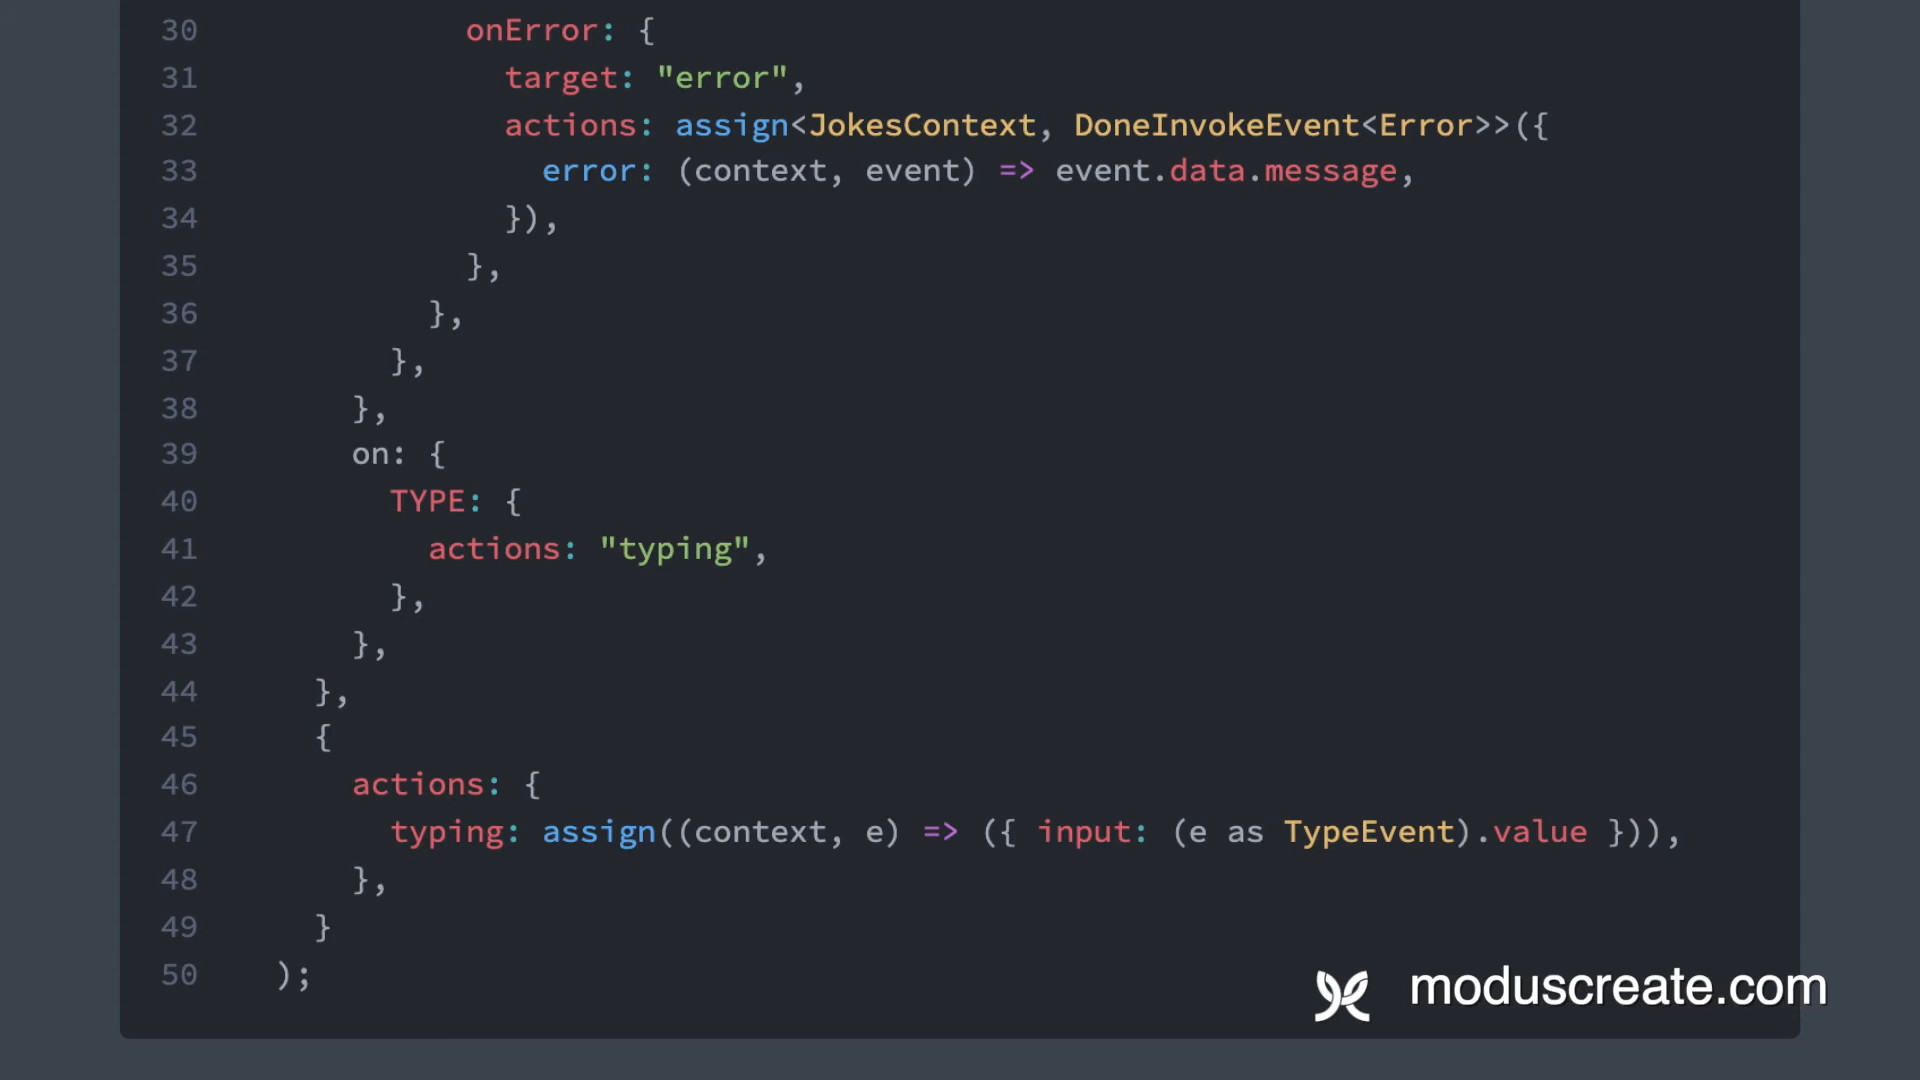 30 onError: {
31 target: "error",
32 actions: assign<JokesContext, DoneInvokeEvent<Error>>({
33 error: (context, event) => event.data.message,
34 }),
35 },
36 },
37 },
38 },
39 on: {
40 TYPE: {
41 actions: "typing",
42 },
43 },
44 },
45 {
46 actions: {
47 typing: assign((context, e) => ({ input: (e as TypeEvent).value })),
48 },
49 }
50 );
moduscreate.com